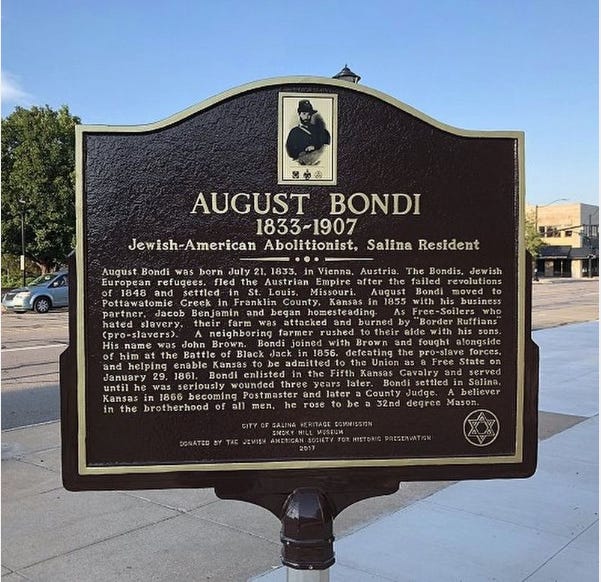 AUGUST BONDI
1833-1907
Jewish-American Abolitionist, Salina Resident
August Bondi was born July 21, 1833, in Vienna, Austria. The Bondis, Jewish
European refugees, fled the Austrian Empire after the failed revolutions
of 1848 and settled in St. Louis, Missouri. August Bondi moved to
Pottawatomie Creek in Franklin County, Kansas in 1855 with his business
partner, Jacob Benjamin and began homesteading. As Free-Soilers who
hated slavery, their farm was attacked and burned by "Border Ruffians"
(pro-slavers). A neighboring farmer rushed to their aide with his sons.
His name was John Brown. Bondi joined with Brown and fought alongside
of him at the Battle of Black Jack in 1856, defeating the pro-slave forces,
and helping enable Kansas to be admitted to the Union as a Free State on
January 29, 1861. Bondi enlisted in the Fifth Kansas Cavalry and served
until he was seriously wounded three years later. Bondi settled in Salina,
Kansas in 1866 becoming Postmaster and later a County Judge. A believer
in the brotherhood of all men, he rose to be a 32nd degree Mason.
CITY OF SALINA HERITAGE COMMISSION
SMOKY HILL MUSEUM
DONATED BY THE JEWISH AMERICAN SOCIETY FOR HISTORIC PRESERVATION
2017